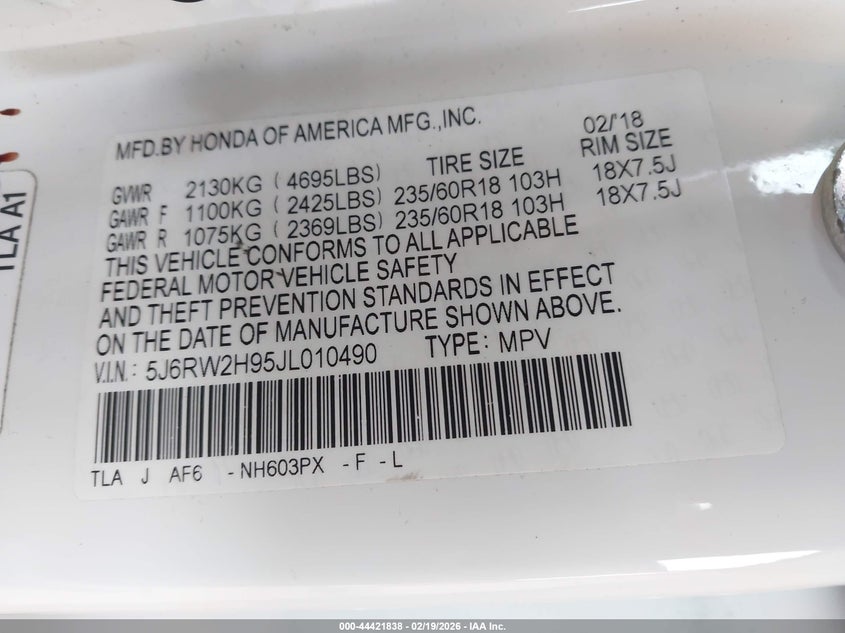 MFD.BY HONDA OF AMERICA MFG.,INC. 02/'18
TIRE SIZE RIM SIZE
GVWR 2130KG ( 4695LBS)
GAWR F 1100KG ( 2425LBS) 235/60R18 103H 18X7.5J
GAWR R 1075KG ( 2369LBS) 235/60R18 103H 18X7.5J
THIS VEHICLE CONFORMS TO ALL APPLICABLE
FEDERAL MOTOR VEHICLE SAFETY
AND THEFT PREVENTION STANDARDS IN EFFECT
ON THE DATE OF MANUFACTURE SHOWN ABOVE.
V.I.N.: 5J6RW2H95JL010490 TYPE: MPV
TLA J AF6 -NH603PX -F -L
TLA A1
000-44421838 - 02/19/2026 - IAA Inc.